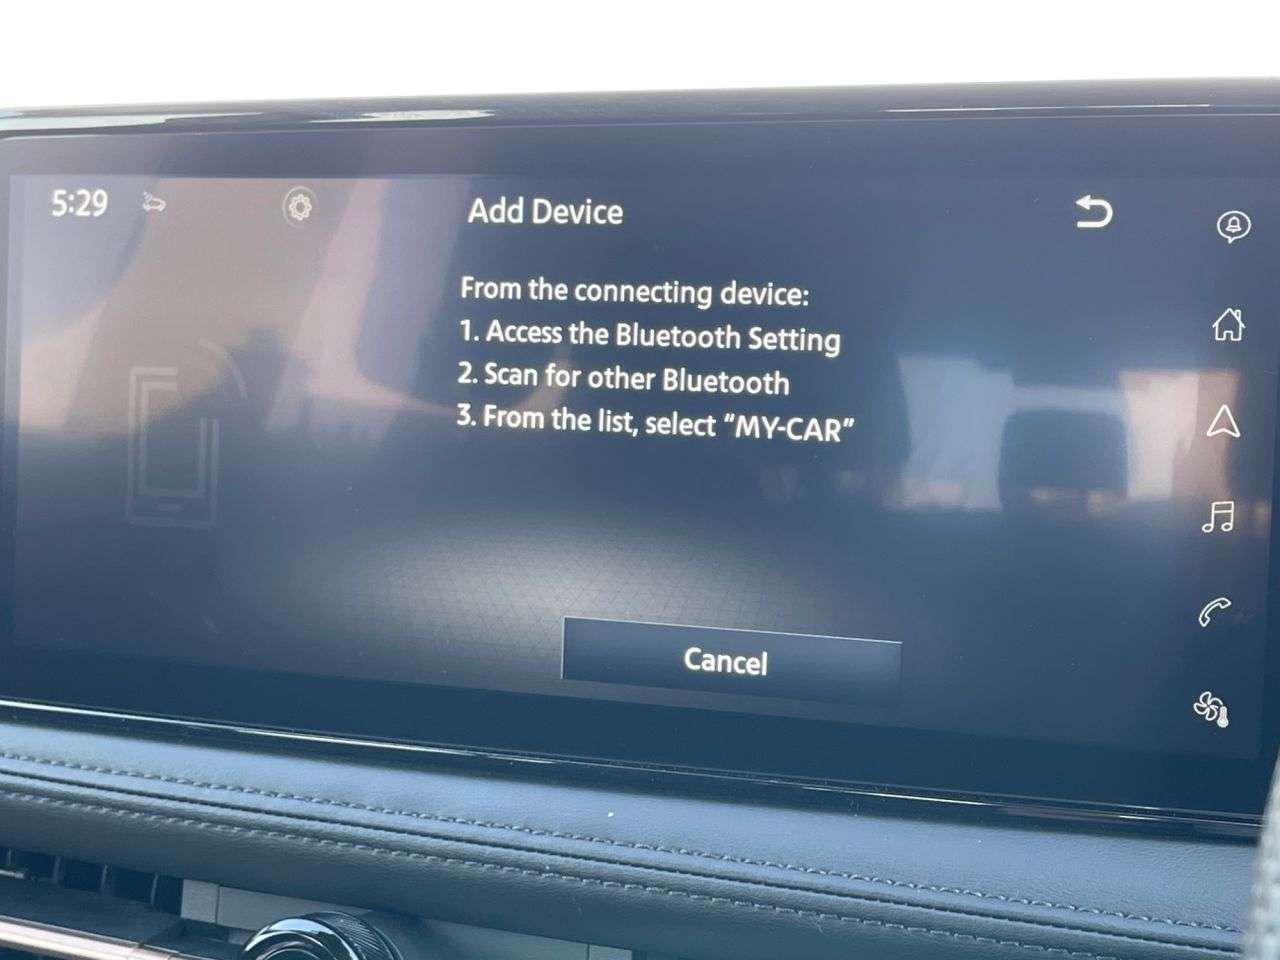 5:29
Add Device
From the connecting device:
1. Access the Bluetooth Setting
2. Scan for other Bluetooth
3. From the list, select “MY-CAR”
Cancel